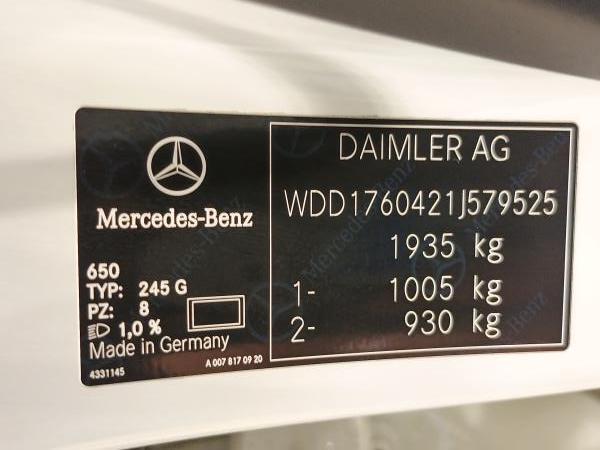 Mercedes-Benz
650
TYP: 245 G
PZ: 8
1,0 %
Made in Germany
4331145
A 007 817 09 20
DAIMLER AG
WDD1760421J579525
1935 kg
1- 1005 kg
2- 930 kg